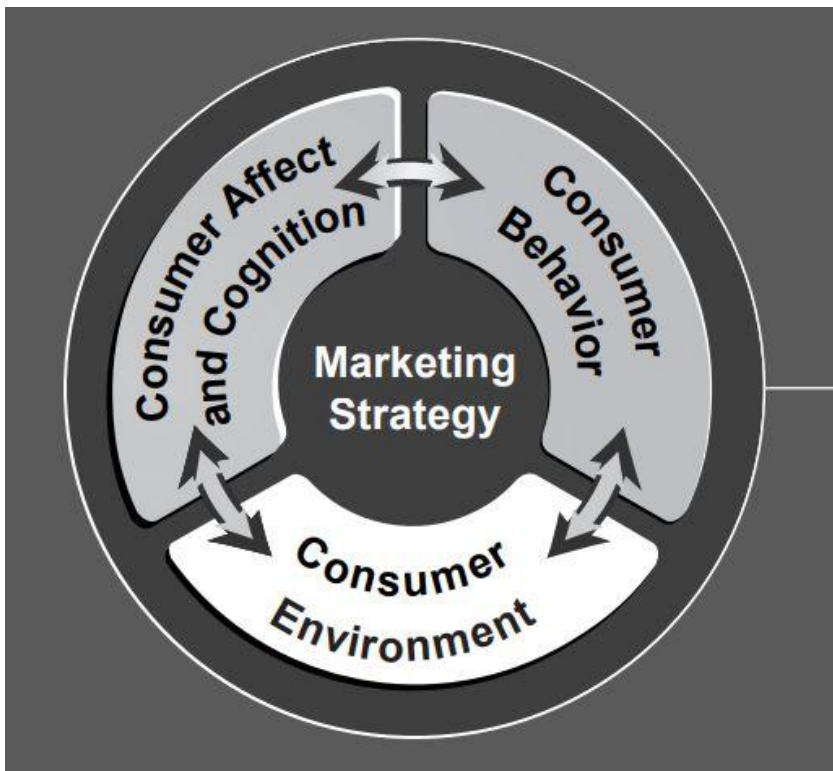 Consumer Affect
and Cognition
Consumer
Behavior
Marketing
Strategy
Consumer
Environment